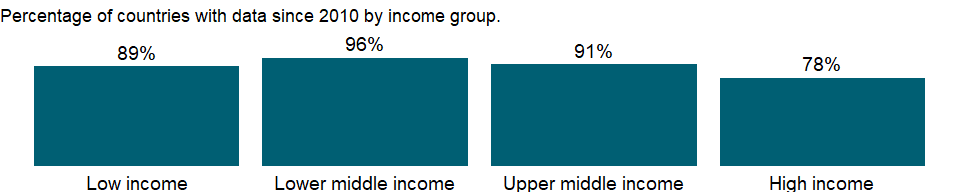 Percentage of countries with data since 2010 by income group.
89%
96%
91%
78%
Low income
Lower middle income
Upper middle income
High income